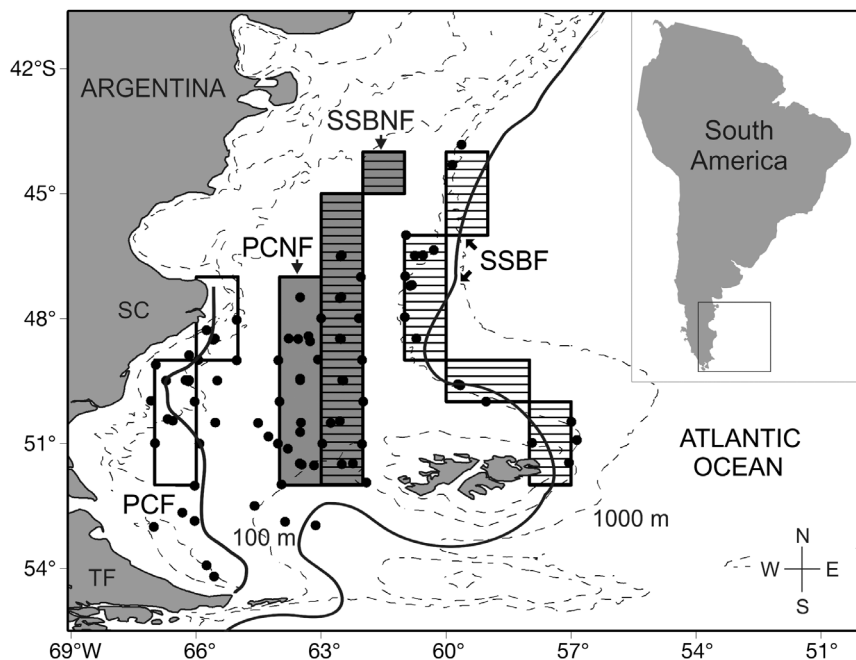 42°S
ARGENTINA
SSBNF
South
America
45°
PCNF
SSBF
SC
48°
51°
ATLANTIC
OCEAN
PCF
100 m
1000 m
54°
TF
N
W E
S
69°W 66° 63° 60° 57° 54° 51°